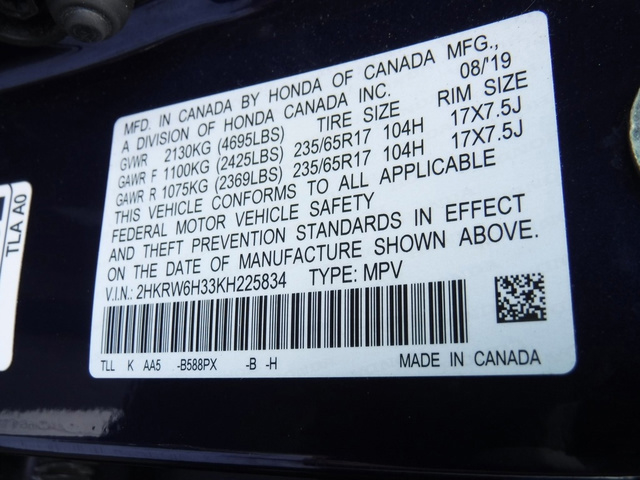 MFD. IN CANADA BY HONDA OF CANADA MFG.,
A DIVISION OF HONDA CANADA INC. 08/'19
GVWR 2130KG (4695LBS) TIRE SIZE RIM SIZE
GAWR F 1100KG (2425LBS) 235/65R17 104H 17X7.5J
GAWR R 1075KG (2369LBS) 235/65R17 104H 17X7.5J
THIS VEHICLE CONFORMS TO ALL APPLICABLE
FEDERAL MOTOR VEHICLE SAFETY
AND THEFT PREVENTION STANDARDS IN EFFECT
ON THE DATE OF MANUFACTURE SHOWN ABOVE.
V.I.N.: 2HKRW6H33KH225834 TYPE: MPV
TLL K AA5 -B588PX -B -H MADE IN CANADA
TLA A0